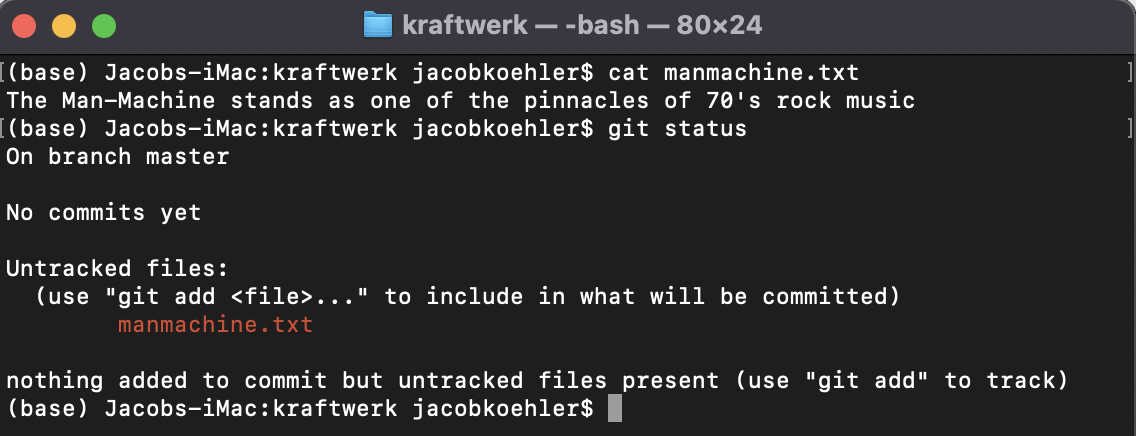 kraftwerk — -bash — 80×24
[(base) Jacobs-iMac:kraftwerk jacobkoehler$ cat manmachine.txt ]
The Man-Machine stands as one of the pinnacles of 70's rock music
[(base) Jacobs-iMac:kraftwerk jacobkoehler$ git status ]
On branch master
No commits yet
Untracked files:
(use "git add <file>..." to include in what will be committed)
manmachine.txt
nothing added to commit but untracked files present (use "git add" to track)
(base) Jacobs-iMac:kraftwerk jacobkoehler$